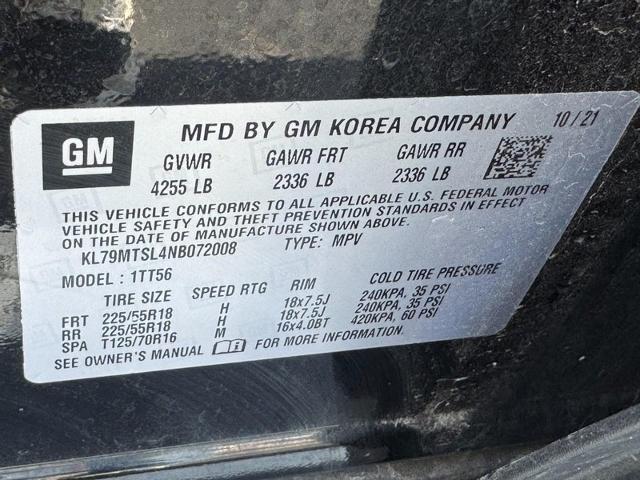 GM
MFD BY GM KOREA COMPANY 10/21
GVWR GAWR FRT GAWR RR
4255 LB 2336 LB 2336 LB
THIS VEHICLE CONFORMS TO ALL APPLICABLE U.S. FEDERAL MOTOR
VEHICLE SAFETY AND THEFT PREVENTION STANDARDS IN EFFECT
ON THE DATE OF MANUFACTURE SHOWN ABOVE.
KL79MTSL4NB072008 TYPE: MPV
MODEL : 1TT56
TIRE SIZE SPEED RTG RIM COLD TIRE PRESSURE
FRT 225/55R18 H 18x7.5J 240KPA, 35 PSI
RR 225/55R18 H 18x7.5J 240KPA, 35 PSI
SPA T125/70R16 M 16x4.0BT 420KPA, 60 PSI
SEE OWNER'S MANUAL FOR MORE INFORMATION.